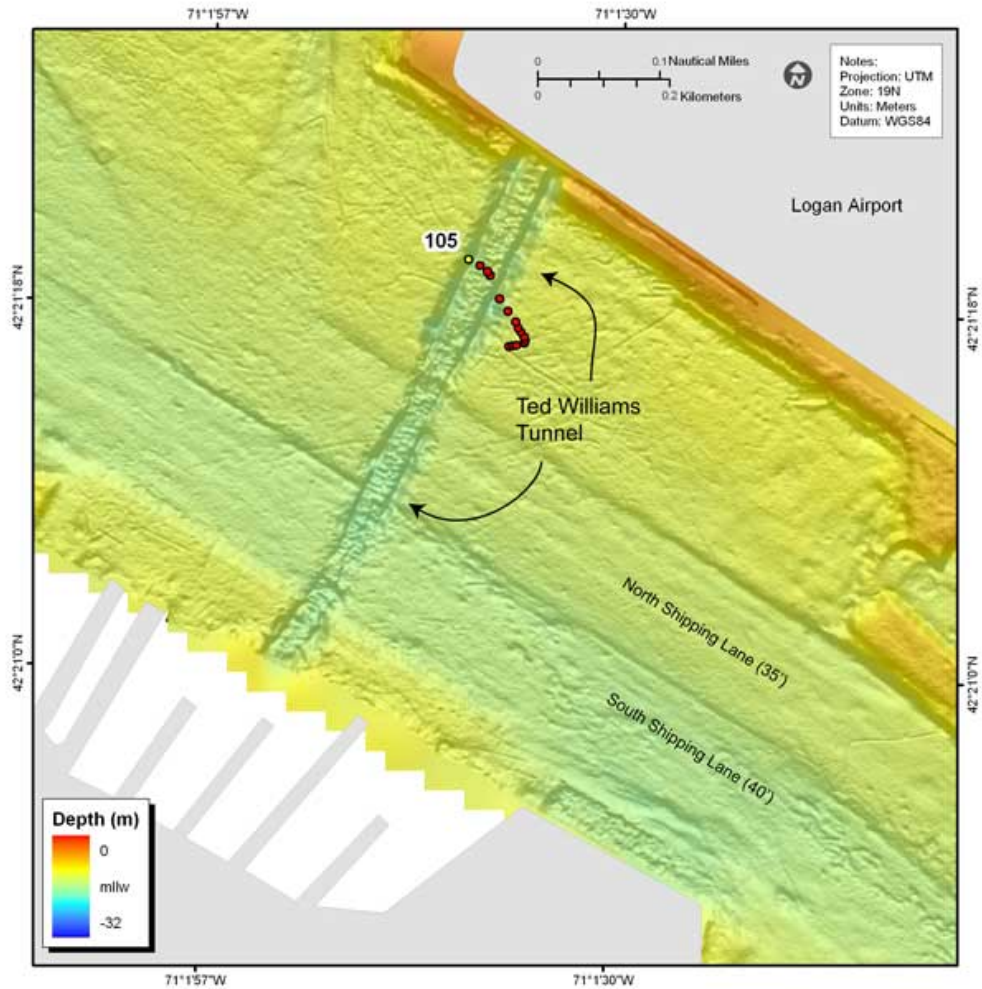 71°1'57"W
71°1'30"W
0
0.1 Nautical Miles
0
0.2 Kilometers
N
Notes:
Projection: UTM
Zone: 19N
Units: Meters
Datum: WGS84
Logan Airport
105
42°21'18"N
42°21'18"N
Ted Williams
Tunnel
North Shipping Lane (35')
42°21'0"N
42°21'0"N
South Shipping Lane (40')
Depth (m)
0
mllw
-32
71°1'57"W
71°1'30"W